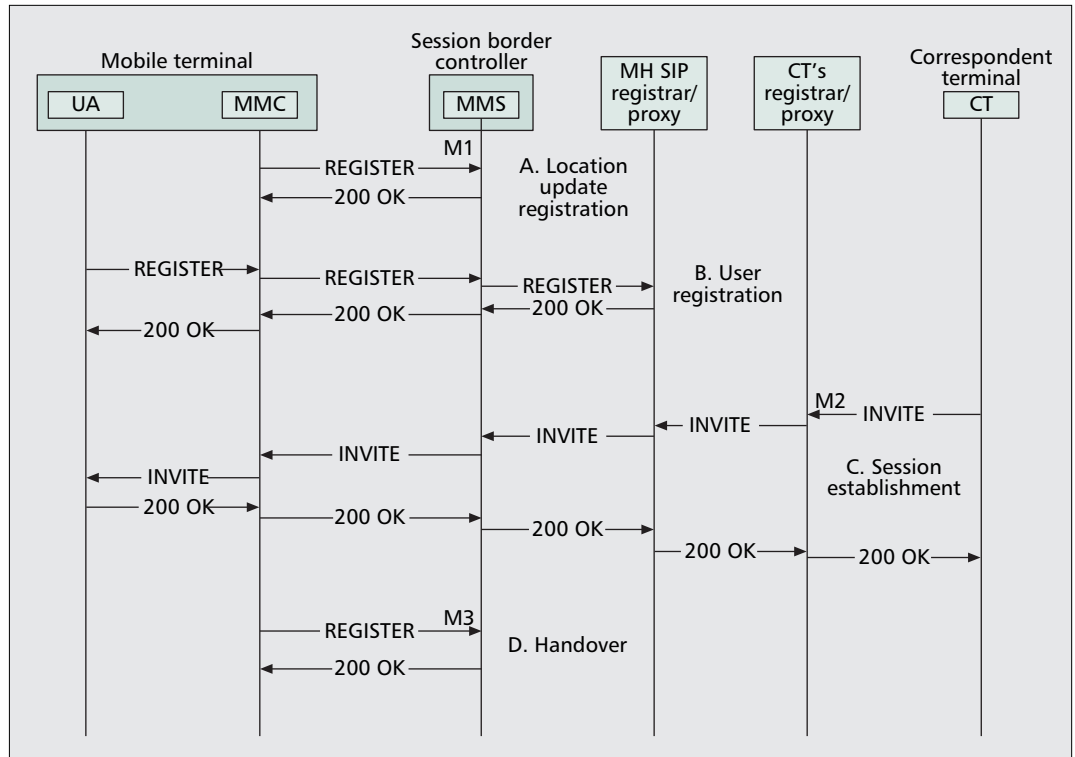 Mobile terminal
Session border
controller
Correspondent
terminal
UA
MMC
MMS
MH SIP
registrar/
proxy
CT's
registrar/
proxy
CT
M1
REGISTER
200 OK
A. Location
update
registration
REGISTER
REGISTER
REGISTER
200 OK
200 OK
200 OK
B. User
registration
M2
INVITE
INVITE
INVITE
INVITE
INVITE
C. Session
establishment
200 OK
200 OK
200 OK
200 OK
200 OK
M3
REGISTER
200 OK
D. Handover